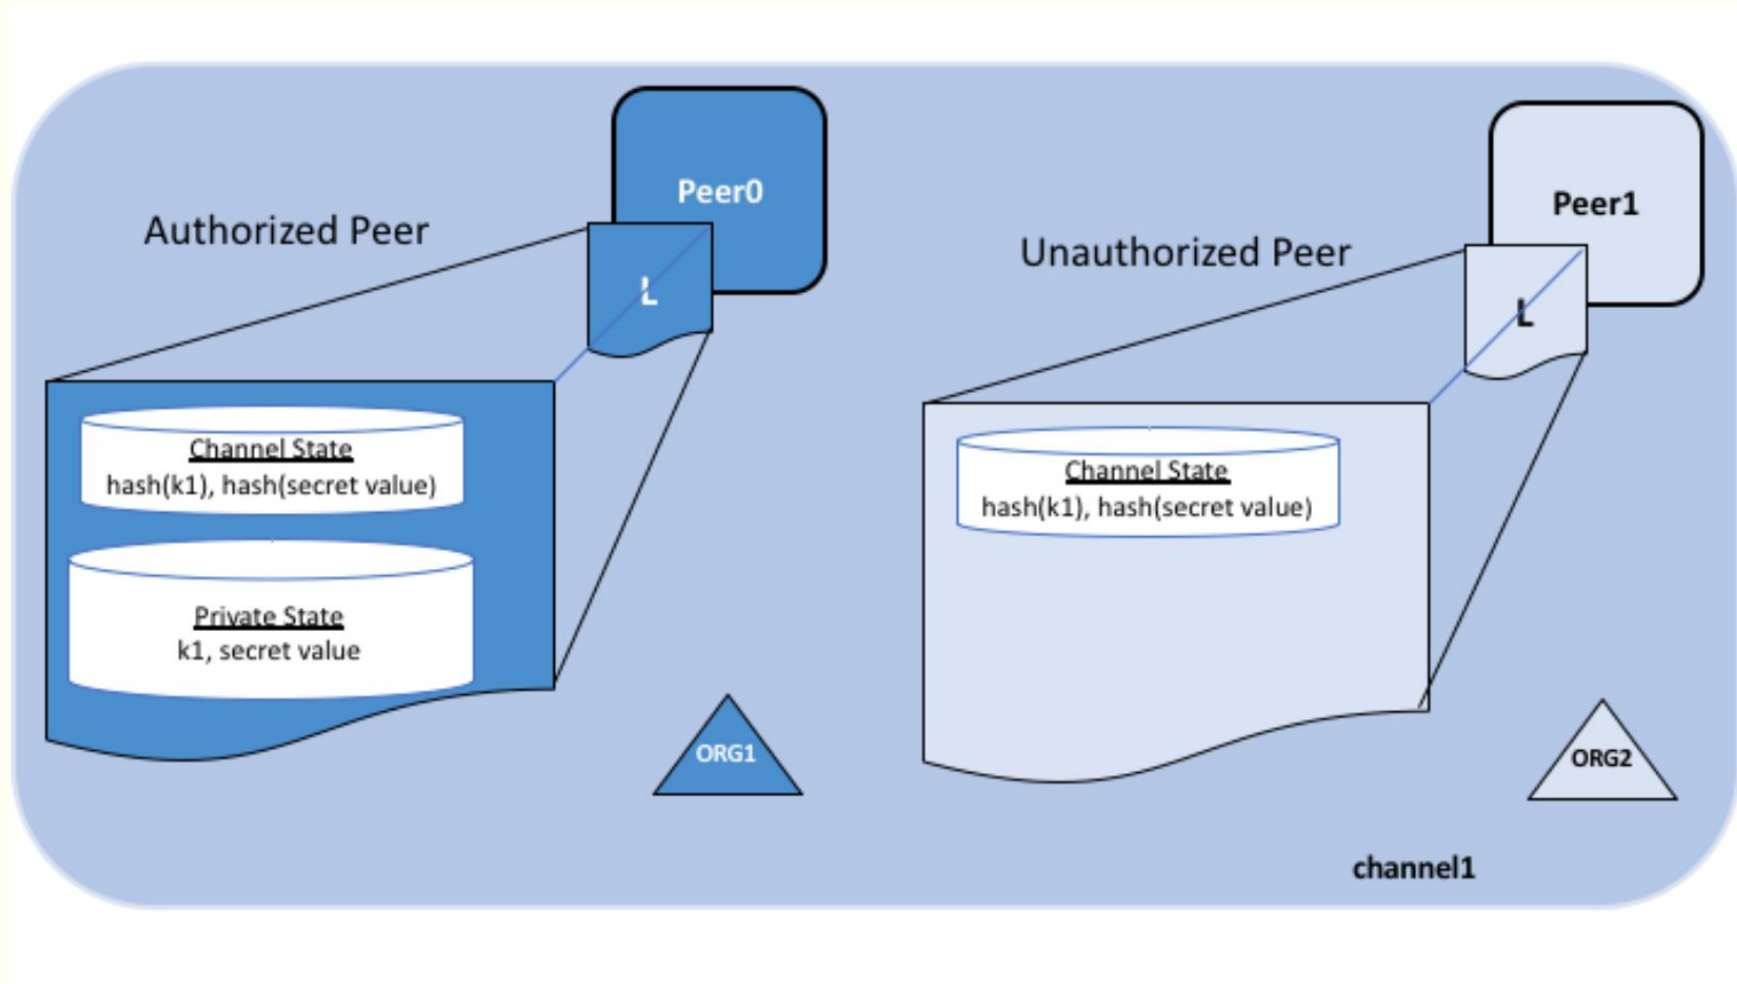 Peer0
Authorized Peer
L
Channel State
hash(k1), hash(secret value)
Private State
k1, secret value
ORG1
Peer1
Unauthorized Peer
L
Channel State
hash(k1), hash(secret value)
ORG2
channel1